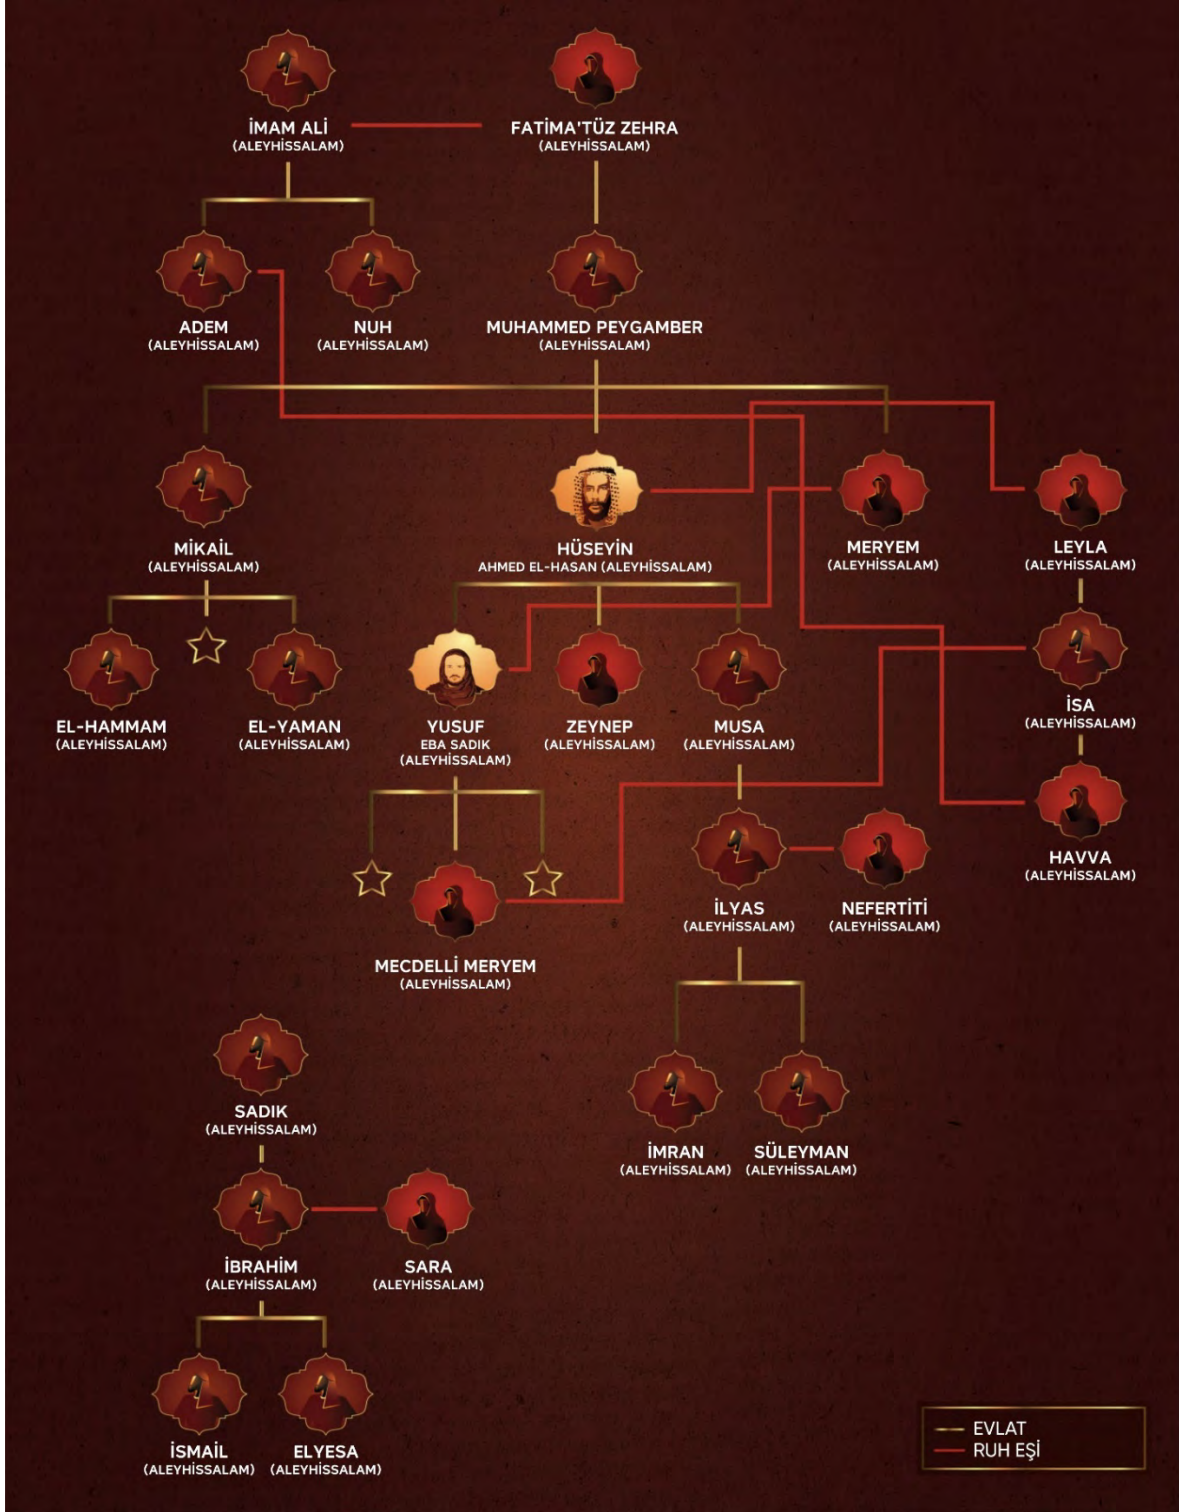 İMAM ALİ
(ALEYHİSSALAM)
FATİMA'TÜZ ZEHRA
(ALEYHİSSALAM)
ADEM
(ALEYHİSSALAM)
NUH
(ALEYHİSSALAM)
MUHAMMED PEYGAMBER
(ALEYHİSSALAM)
MİKAİL
(ALEYHİSSALAM)
HÜSEYİN
AHMED EL-HASAN (ALEYHİSSALAM)
MERYEM
(ALEYHİSSALAM)
LEYLA
(ALEYHİSSALAM)
EL-HAMMAM
(ALEYHİSSALAM)
EL-YAMAN
(ALEYHİSSALAM)
YUSUF
EBA SADIK
(ALEYHİSSALAM)
ZEYNEP
(ALEYHİSSALAM)
MUSA
(ALEYHİSSALAM)
İSA
(ALEYHİSSALAM)
HAVVA
(ALEYHİSSALAM)
MECDELLİ MERYEM
(ALEYHİSSALAM)
İLYAS
(ALEYHİSSALAM)
NEFERTİTİ
(ALEYHİSSALAM)
İMRAN
(ALEYHİSSALAM)
SÜLEYMAN
(ALEYHİSSALAM)
SADIK
(ALEYHİSSALAM)
İBRAHİM
(ALEYHİSSALAM)
SARA
(ALEYHİSSALAM)
İSMAİL
(ALEYHİSSALAM)
ELYESA
(ALEYHİSSALAM)
EVLAT
RUH EŞİ